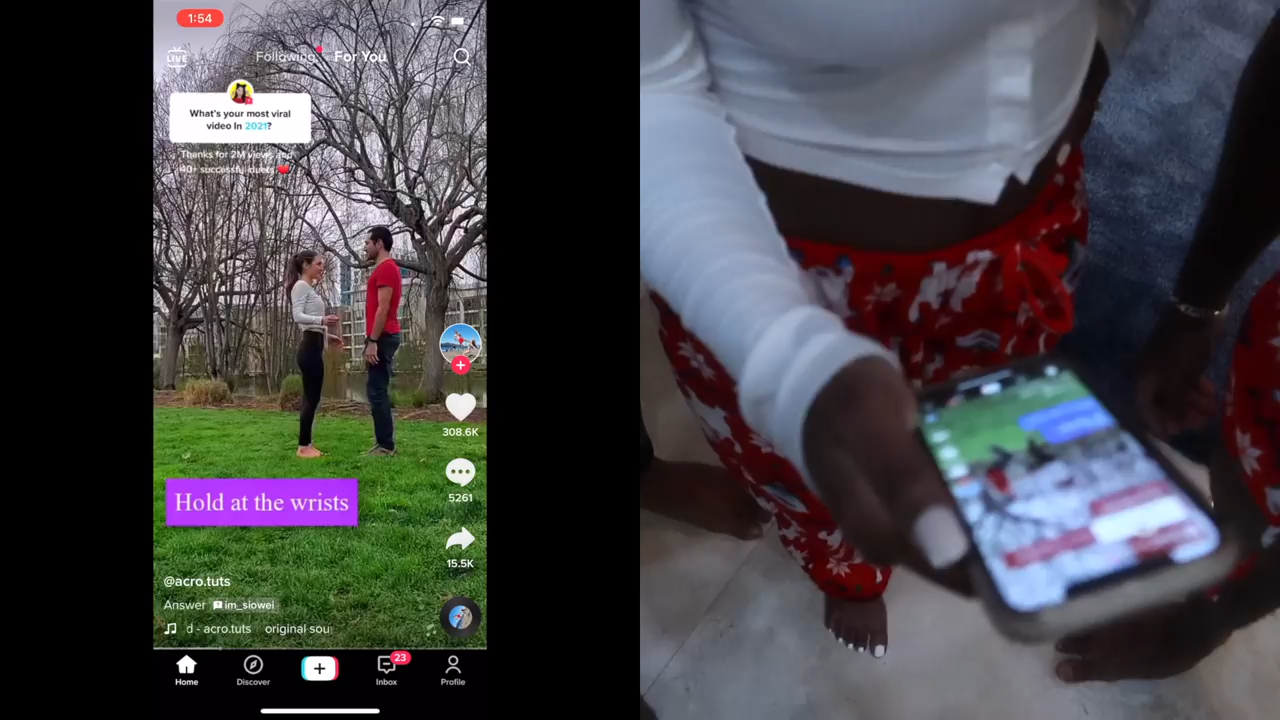 1:54
LIVE
Following
For You
What's your most viral
video In 2021?
Thanks for 2M views and
40+ successful duets ❤️
308.6K
Hold at the wrists
5261
15.5K
@acro.tuts
Answer im_siowei
d - acro.tuts original sou
23
Home
Discover
Inbox
Profile